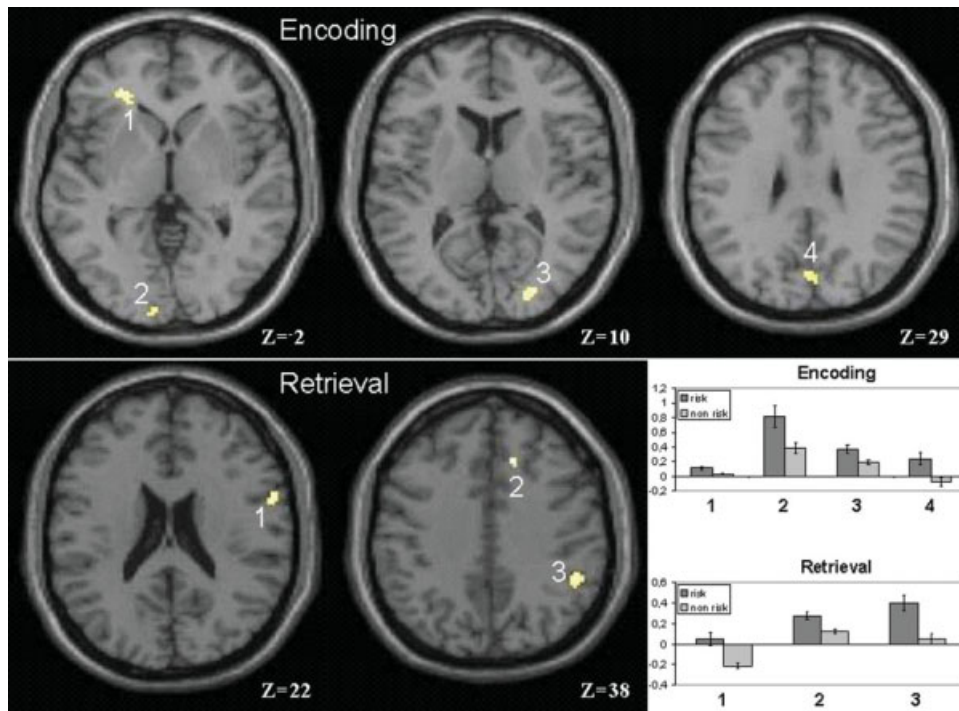 Encoding
1
2
Z=-2
3
Z=10
4
Z=29
Retrieval
1
Z=22
2
3
Z=38
Encoding
1,2
1
0,8
0,6
0,4
0,2
0
-0,2
risk
non risk
1 2 3 4
Retrieval
0,6
0,4
0,2
0
-0,2
-0,4
risk
non risk
1 2 3